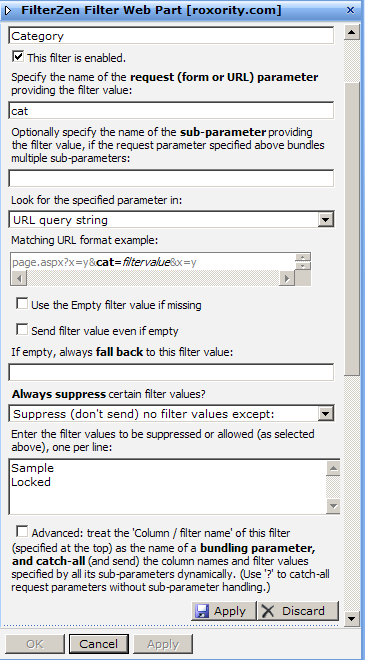 FilterZen Filter Web Part [roxority.com]
Category
This filter is enabled.
Specify the name of the request (form or URL) parameter
providing the filter value:
cat
Optionally specify the name of the sub-parameter providing
the filter value, if the request parameter specified above bundles
multiple sub-parameters:
Look for the specified parameter in:
URL query string
Matching URL format example:
page.aspx?x=y&cat=filtervalue&x=y
Use the Empty filter value if missing
Send filter value even if empty
If empty, always fall back to this filter value:
Always suppress certain filter values?
Suppress (don't send) no filter values except:
Enter the filter values to be suppressed or allowed (as selected
above), one per line:
Sample
Locked
Advanced: treat the 'Column / filter name' of this filter
(specified at the top) as the name of a bundling parameter,
and catch-all (and send) the column names and filter values
specified by all its sub-parameters dynamically. (Use '?' to catch-all
request parameters without sub-parameter handling.)
Apply Discard
OK Cancel Apply